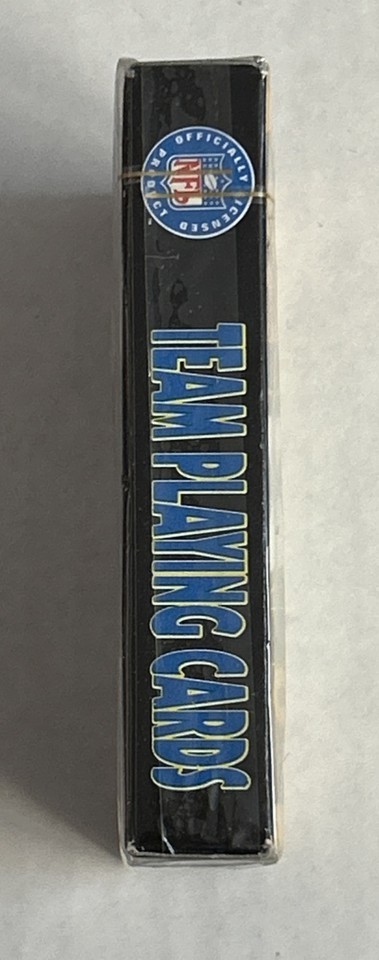 OFFICIALLY LICENSED PRODUCT
NFL
TEAM PLAYING CARDS